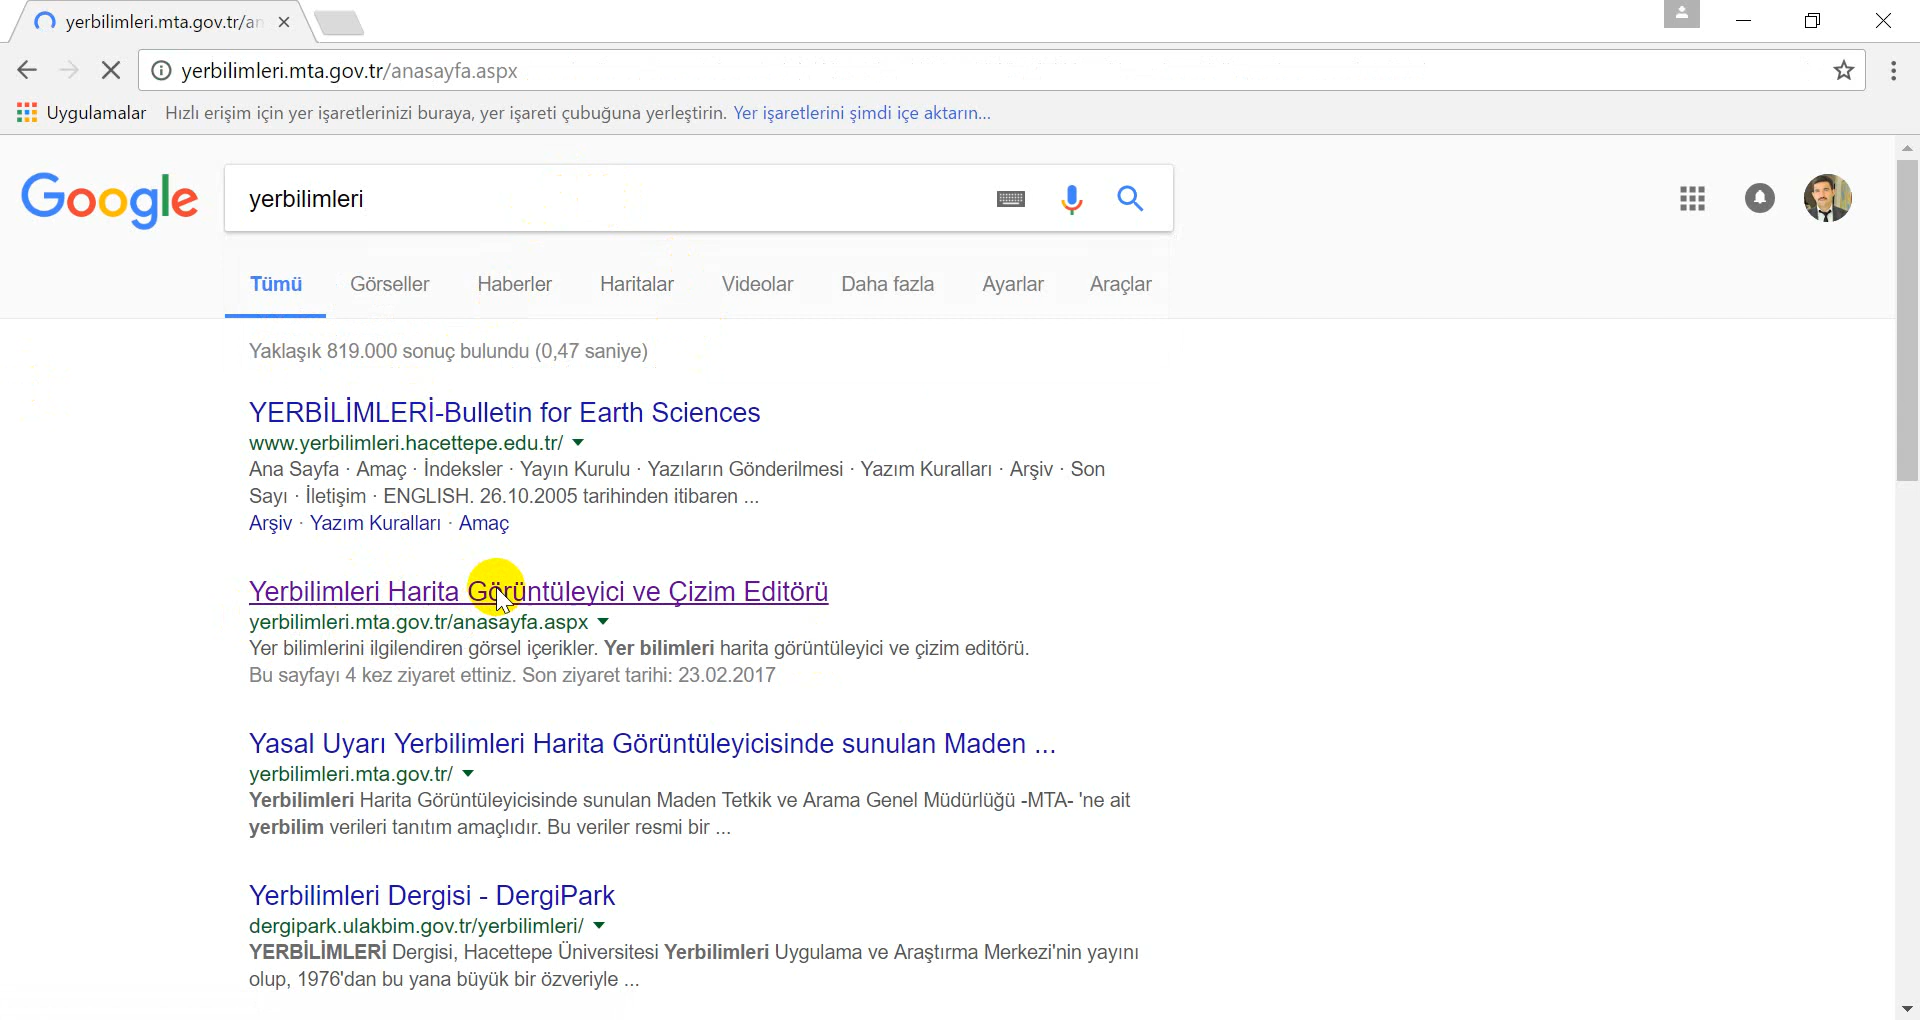 yerbilimleri.mta.gov.tr/an
yerbilimleri.mta.gov.tr/anasayfa.aspx
Uygulamalar Hızlı erişim için yer işaretlerinizi buraya, yer işareti çubuğuna yerleştirin. Yer işaretlerini şimdi içe aktarın...
Google
yerbilimleri
Tümü Görseller Haberler Haritalar Videolar Daha fazla Ayarlar Araçlar
Yaklaşık 819.000 sonuç bulundu (0,47 saniye)
YERBİLİMLERİ-Bulletin for Earth Sciences
www.yerbilimleri.hacettepe.edu.tr/
Ana Sayfa · Amaç · İndeksler · Yayın Kurulu · Yazıların Gönderilmesi · Yazım Kuralları · Arşiv · Son
Sayı · İletişim · ENGLISH. 26.10.2005 tarihinden itibaren ...
Arşiv · Yazım Kuralları · Amaç
Yerbilimleri Harita Görüntüleyici ve Çizim Editörü
yerbilimleri.mta.gov.tr/anasayfa.aspx
Yer bilimlerini ilgilendiren görsel içerikler. Yer bilimleri harita görüntüleyici ve çizim editörü.
Bu sayfayı 4 kez ziyaret ettiniz. Son ziyaret tarihi: 23.02.2017
Yasal Uyarı Yerbilimleri Harita Görüntüleyicisinde sunulan Maden ...
yerbilimleri.mta.gov.tr/
Yerbilimleri Harita Görüntüleyicisinde sunulan Maden Tetkik ve Arama Genel Müdürlüğü -MTA- 'ne ait
yerbilim verileri tanıtım amaçlıdır. Bu veriler resmi bir ...
Yerbilimleri Dergisi - DergiPark
dergipark.ulakbim.gov.tr/yerbilimleri/
YERBİLİMLERİ Dergisi, Hacettepe Üniversitesi Yerbilimleri Uygulama ve Araştırma Merkezi'nin yayını
olup, 1976'dan bu yana büyük bir özveriyle ...